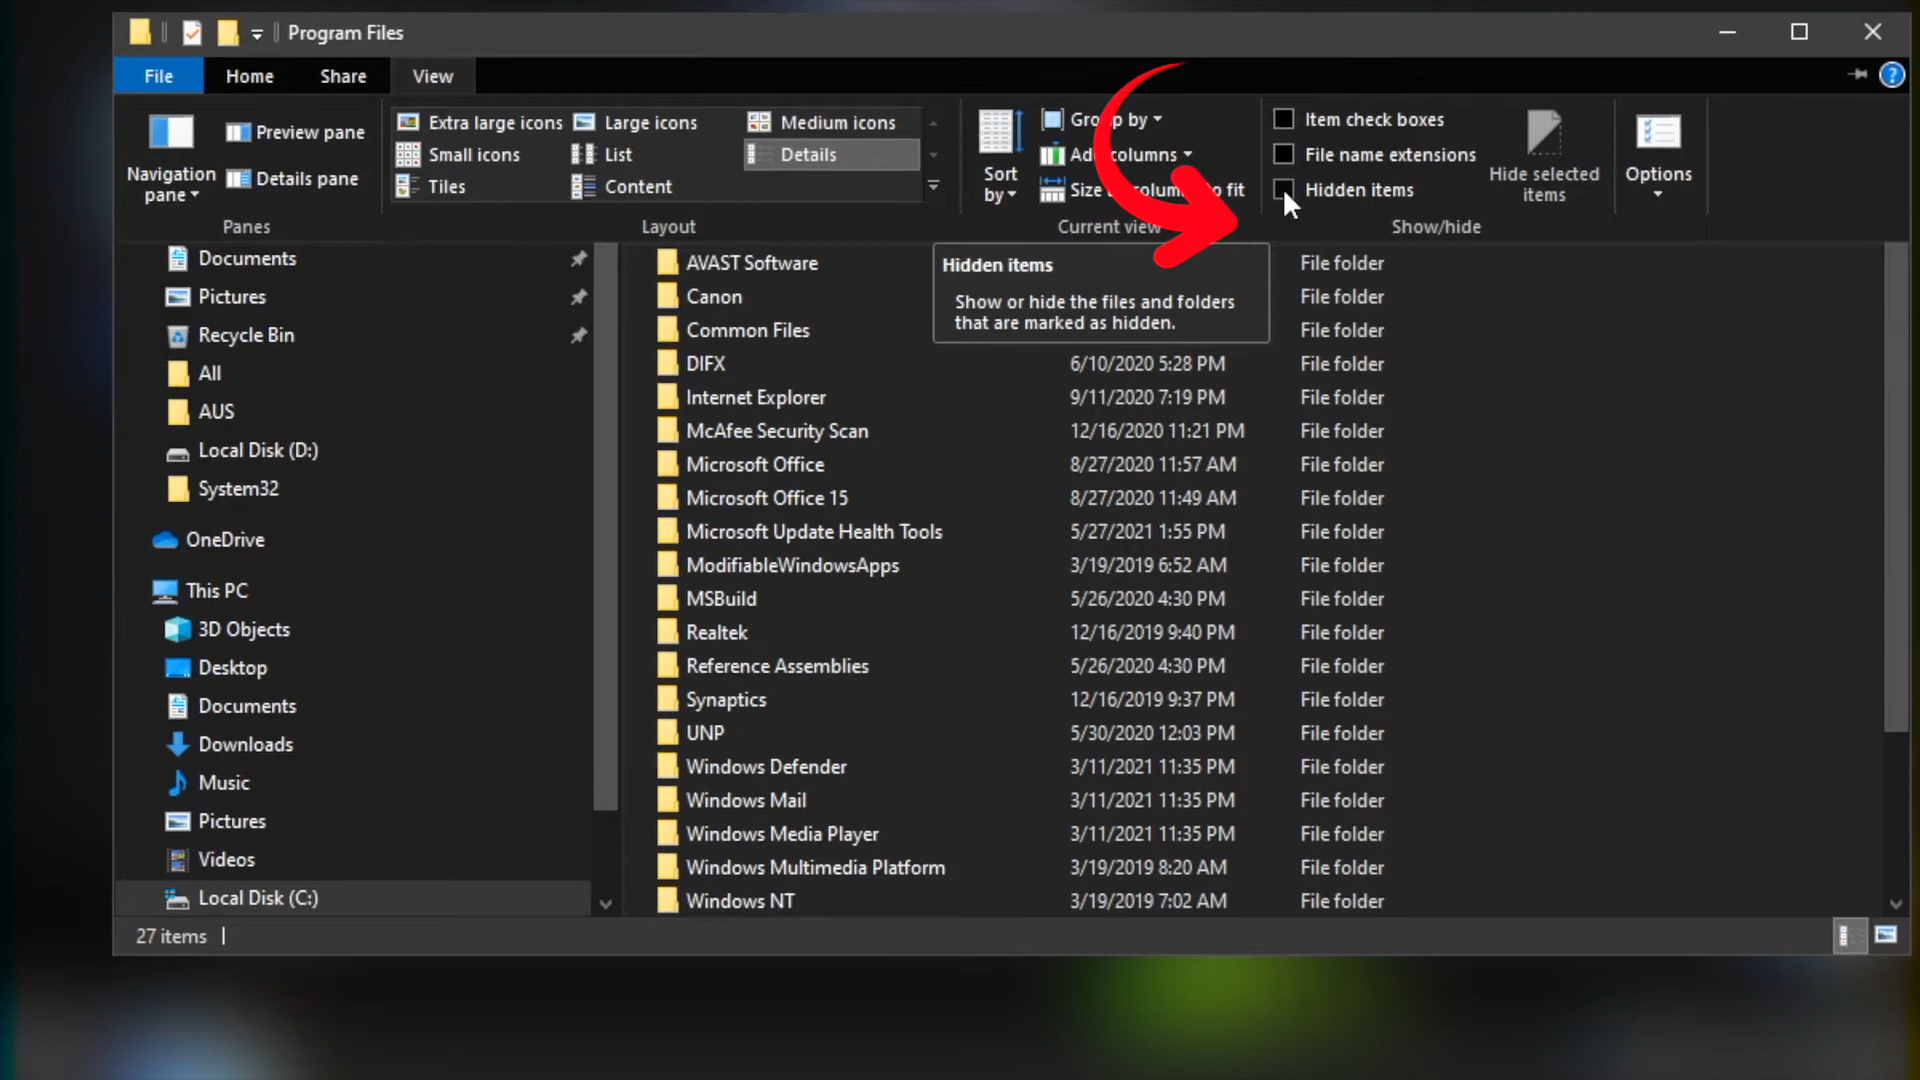 Program Files
File
Home
Share
View
Navigation pane
Preview pane
Details pane
Panes
Extra large icons
Large icons
Medium icons
Small icons
List
Details
Tiles
Content
Layout
Sort by
Group by
columns
Size
fit
Current view
Item check boxes
File name extensions
Hidden items
Hide selected items
Show/hide
Options
Documents
Pictures
Recycle Bin
All
AUS
Local Disk (D:)
System32
OneDrive
This PC
3D Objects
Desktop
Documents
Downloads
Music
Pictures
Videos
Local Disk (C:)
Hidden items
Show or hide the files and folders
that are marked as hidden.
AVAST Software File folder
Canon File folder
Common Files File folder
DIFX 6/10/2020 5:28 PM File folder
Internet Explorer 9/11/2020 7:19 PM File folder
McAfee Security Scan 12/16/2020 11:21 PM File folder
Microsoft Office 8/27/2020 11:57 AM File folder
Microsoft Office 15 8/27/2020 11:49 AM File folder
Microsoft Update Health Tools 5/27/2021 1:55 PM File folder
ModifiableWindowsApps 3/19/2019 6:52 AM File folder
MSBuild 5/26/2020 4:30 PM File folder
Realtek 12/16/2019 9:40 PM File folder
Reference Assemblies 5/26/2020 4:30 PM File folder
Synaptics 12/16/2019 9:37 PM File folder
UNP 5/30/2020 12:03 PM File folder
Windows Defender 3/11/2021 11:35 PM File folder
Windows Mail 3/11/2021 11:35 PM File folder
Windows Media Player 3/11/2021 11:35 PM File folder
Windows Multimedia Platform 3/19/2019 8:20 AM File folder
Windows NT 3/19/2019 7:02 AM File folder
27 items